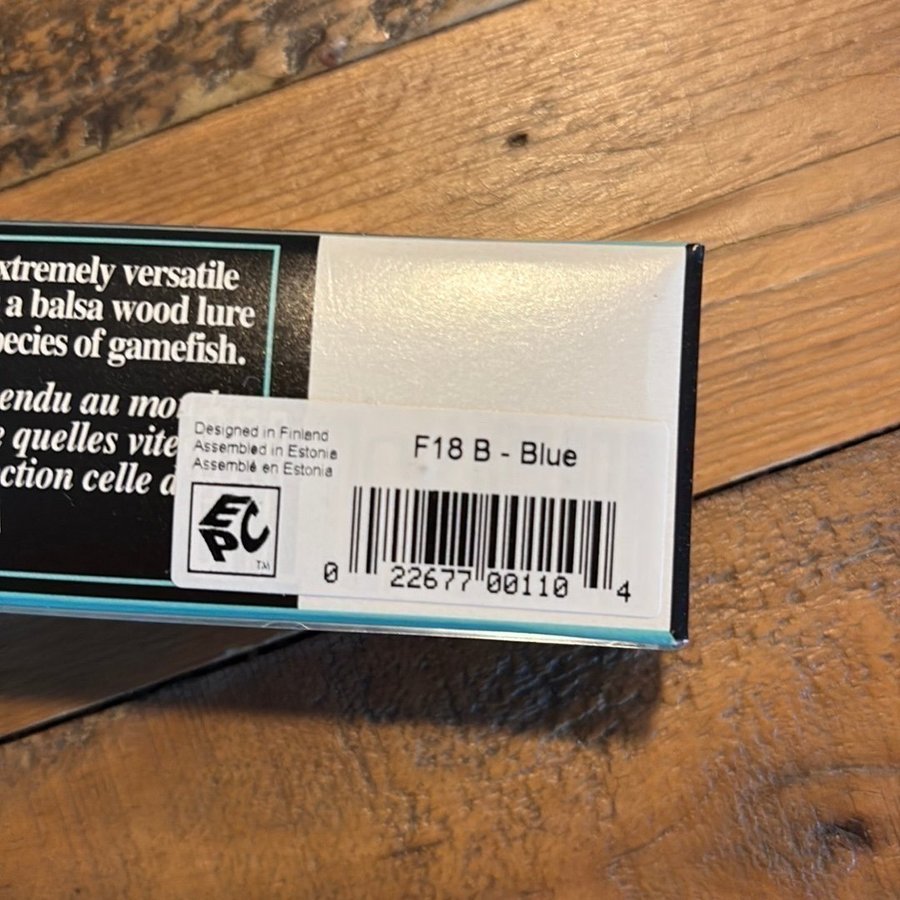 xtremely versatile
a balsa wood lure
pecies of gamefish.
endu au mo
e quelles vite
ction celle d
Designed in Finland
Assembled in Estonia
Assemblé en Estonia
EPC
TM
F18 B - Blue
0 22677 00110 4